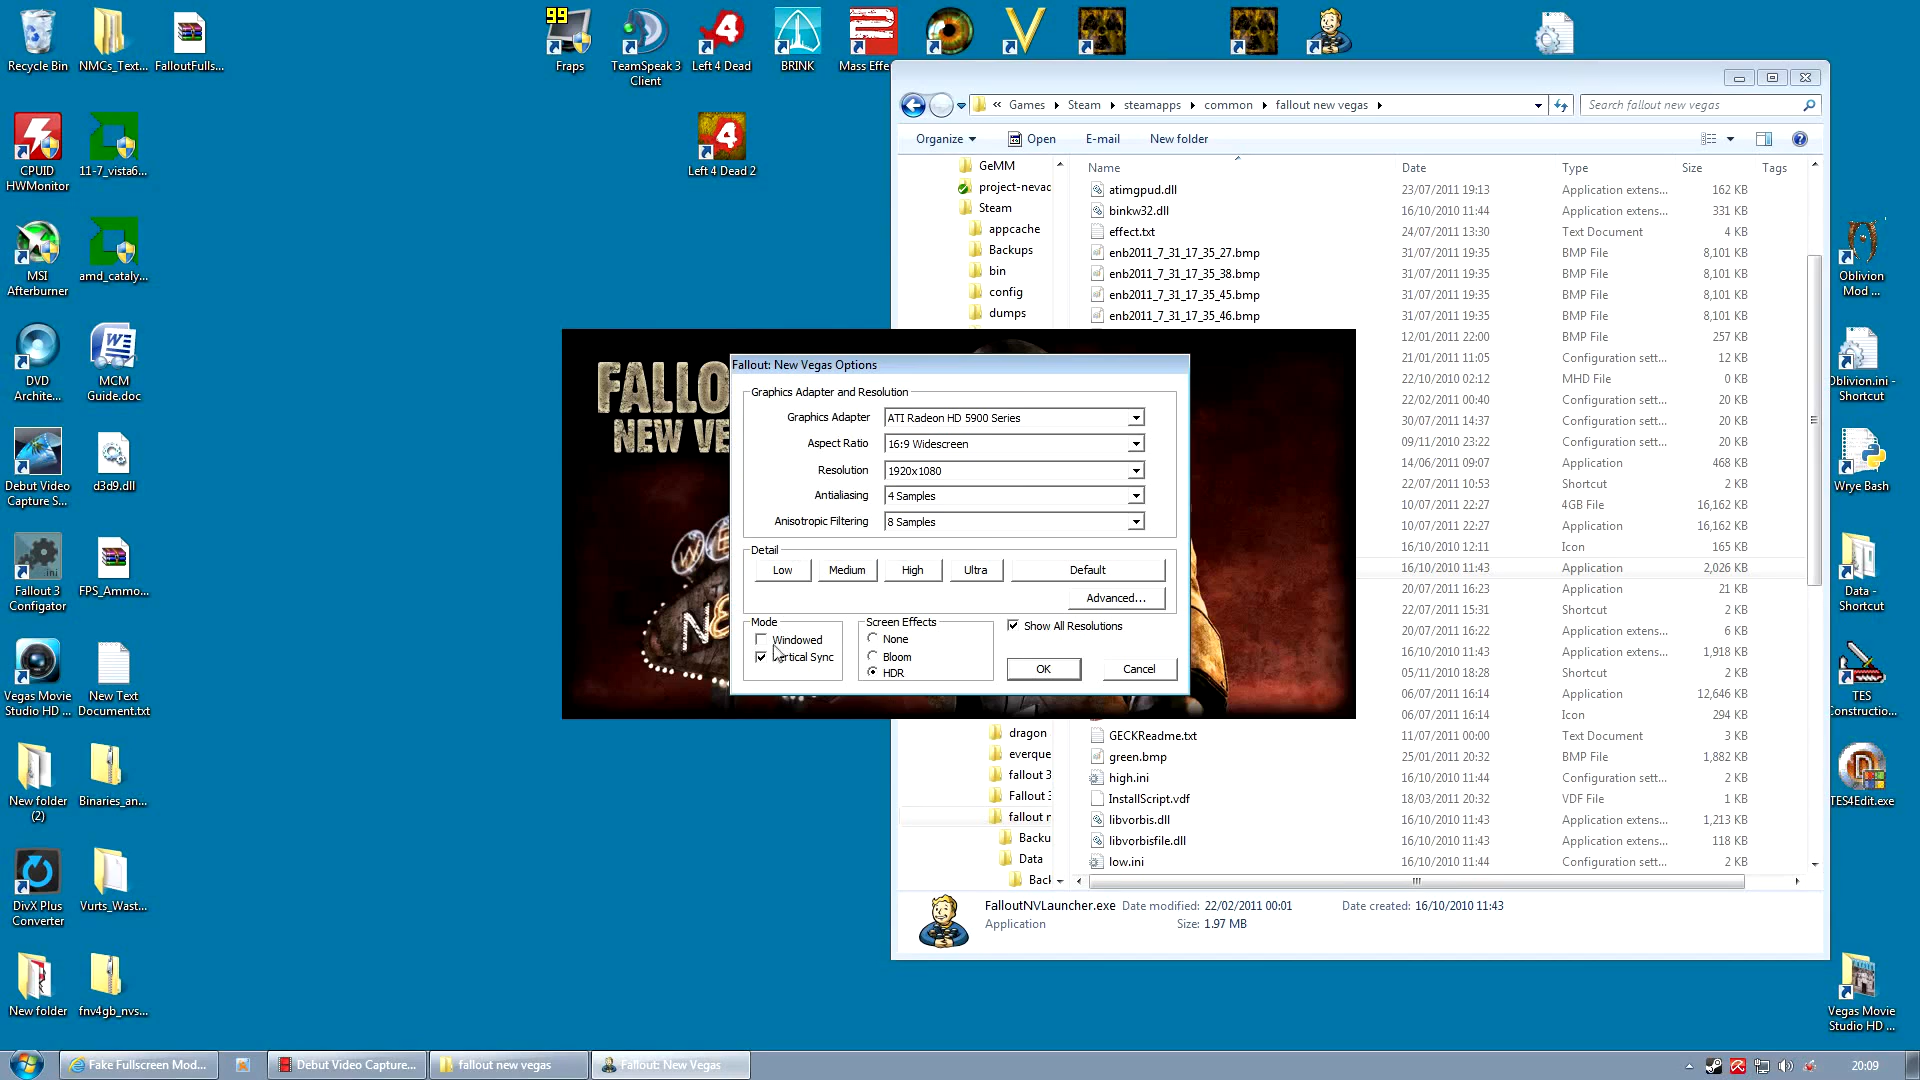 99
Recycle Bin
NMCs_Text...
FalloutFulls...
Fraps
TeamSpeak 3
Client
Left 4 Dead
BRINK
Mass Effe
CPUID
HWMonitor
11-7_vista6...
Left 4 Dead 2
MSI
Afterburner
amd_cataly...
DVD
Archite...
MCM
Guide.doc
Debut Video
Capture S...
d3d9.dll
Fallout 3
Configator
FPS_Ammo...
Vegas Movie
Studio HD ...
New Text
Document.txt
New folder
(2)
Binaries_an...
DivX Plus
Converter
Vurts_Wast...
New folder
fnv4gb_nvs...
« Games Steam steamapps common fallout new vegas
Search fallout new vegas
Organize
Open
E-mail
New folder
GeMM
project-nevac
Steam
appcache
Backups
bin
config
dumps
Name Date Type Size Tags
atimgpud.dll 23/07/2011 19:13 Application extens... 162 KB
binkw32.dll 16/10/2010 11:44 Application extens... 331 KB
effect.txt 24/07/2011 13:30 Text Document 4 KB
enb2011_7_31_17_35_27.bmp 31/07/2011 19:35 BMP File 8,101 KB
enb2011_7_31_17_35_38.bmp 31/07/2011 19:35 BMP File 8,101 KB
enb2011_7_31_17_35_45.bmp 31/07/2011 19:35 BMP File 8,101 KB
enb2011_7_31_17_35_46.bmp 31/07/2011 19:35 BMP File 8,101 KB
12/01/2011 22:00 BMP File 257 KB
21/01/2011 11:05 Configuration sett... 12 KB
22/10/2010 02:12 MHD File 0 KB
22/02/2011 00:40 Configuration sett... 20 KB
30/07/2011 14:37 Configuration sett... 20 KB
09/11/2010 23:22 Configuration sett... 20 KB
14/06/2011 09:07 Application 468 KB
22/07/2011 10:53 Shortcut 2 KB
10/07/2011 22:27 4GB File 16,162 KB
10/07/2011 22:27 Application 16,162 KB
16/10/2010 12:11 Icon 165 KB
16/10/2010 11:43 Application 2,026 KB
20/07/2011 16:23 Application 21 KB
22/07/2011 15:31 Shortcut 2 KB
20/07/2011 16:22 Application 6 KB
16/10/2010 11:43 Application 1,918 KB
05/11/2010 18:28 Shortcut 2 KB
06/07/2011 16:14 Application 12,646 KB
06/07/2011 16:14 Icon 294 KB
GECKReadme.txt 11/07/2011 00:00 Text Document 3 KB
green.bmp 25/01/2011 20:32 BMP File 1,882 KB
high.ini 16/10/2010 11:44 Configuration sett... 2 KB
InstallScript.vdf 18/03/2011 20:32 VDF File 1 KB
libvorbis.dll 16/10/2010 11:43 Application extens... 1,213 KB
libvorbisfile.dll 16/10/2010 11:43 Application extens... 118 KB
low.ini 16/10/2010 11:44 Configuration sett... 2 KB
dragon
everque
fallout 3
Fallout 3
fallout n
Backu
Data
Back
FalloutNVLauncher.exe Date modified: 22/02/2011 00:01 Date created: 16/10/2010 11:43
Application Size: 1.97 MB
FALLO
NEW VE
Fallout: New Vegas Options
Graphics Adapter and Resolution
Graphics Adapter ATI Radeon HD 5900 Series
Aspect Ratio 16:9 Widescreen
Resolution 1920x1080
Antialiasing 4 Samples
Anisotropic Filtering 8 Samples
Detail
Low Medium High Ultra Default
Advanced...
Mode
Windowed
Vertical Sync
Screen Effects
None
Bloom
HDR
Show All Resolutions
OK Cancel
Oblivion
Mod ...
Oblivion.ini -
Shortcut
Wrye Bash
Data -
Shortcut
TES
Constructio...
TES4Edit.exe
Vegas Movie
Studio HD ...
Fake Fullscreen Mod...
Debut Video Capture...
fallout new vegas
Fallout: New Vegas
20:09